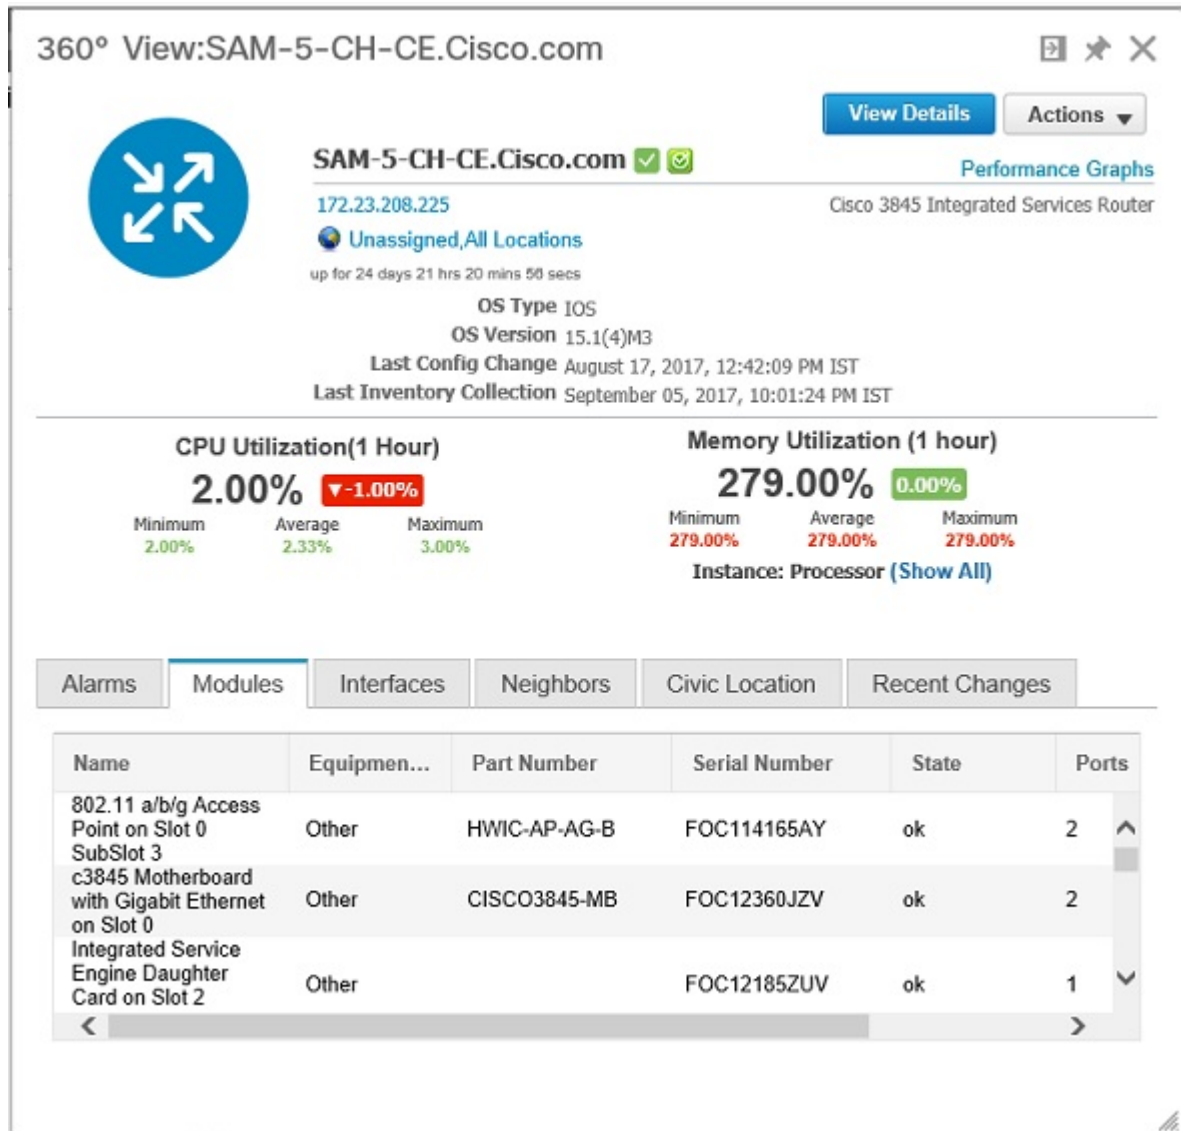 360° View:SAM-5-CH-CE.Cisco.com
View Details
Actions
SAM-5-CH-CE.Cisco.com
Performance Graphs
172.23.208.225
Cisco 3845 Integrated Services Router
Unassigned,All Locations
up for 24 days 21 hrs 20 mins 56 secs
OS Type IOS
OS Version 15.1(4)M3
Last Config Change August 17, 2017, 12:42:09 PM IST
Last Inventory Collection September 05, 2017, 10:01:24 PM IST
CPU Utilization(1 Hour)
2.00% ▼-1.00%
Minimum Average Maximum
2.00% 2.33% 3.00%
Memory Utilization (1 hour)
279.00% 0.00%
Minimum Average Maximum
279.00% 279.00% 279.00%
Instance: Processor (Show All)
Alarms Modules Interfaces Neighbors Civic Location Recent Changes
Name Equipmen... Part Number Serial Number State Ports
802.11 a/b/g Access
Point on Slot 0
SubSlot 3
Other HWIC-AP-AG-B FOC114165AY ok 2
c3845 Motherboard
with Gigabit Ethernet
on Slot 0
Other CISCO3845-MB FOC12360JZV ok 2
Integrated Service
Engine Daughter
Card on Slot 2
Other FOC12185ZUV ok 1